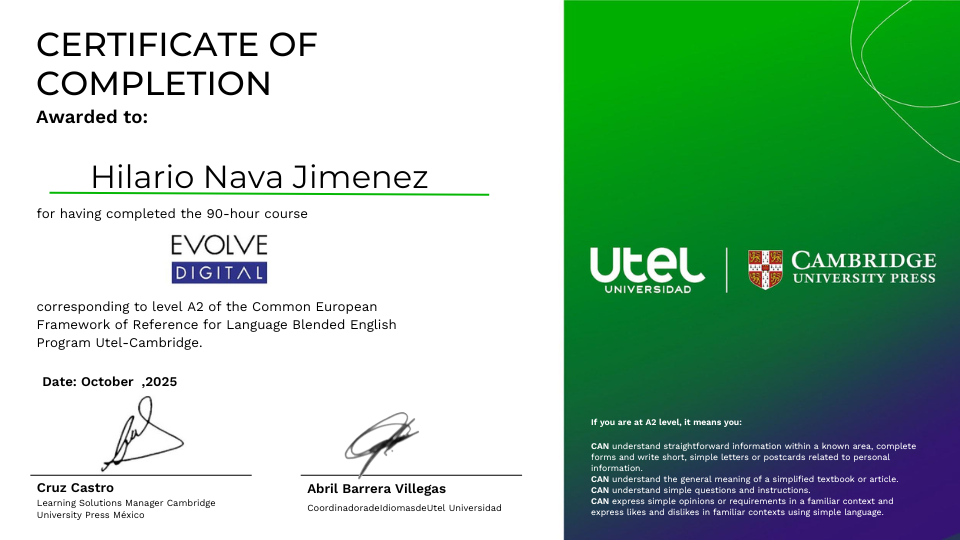 CERTIFICATE OF
COMPLETION
Awarded to:
Hilario Nava Jimenez
for having completed the 90-hour course
EVOLVE
DIGITAL
corresponding to level A2 of the Common European
Framework of Reference for Language Blended English
Program Utel-Cambridge.
Date: October  ,2025
Cruz Castro
Learning Solutions Manager Cambridge
University Press México
Abril Barrera Villegas
CoordinadoradeIdiomasdeUtel Universidad
Utel
UNIVERSIDAD
CAMBRIDGE
UNIVERSITY PRESS
If you are at A2 level, it means you:
CAN understand straightforward information within a known area, complete
forms and write short, simple letters or postcards related to personal
information.
CAN understand the general meaning of a simplified textbook or article.
CAN understand simple questions and instructions.
CAN express simple opinions or requirements in a familiar context and
express likes and dislikes in familiar contexts using simple language.